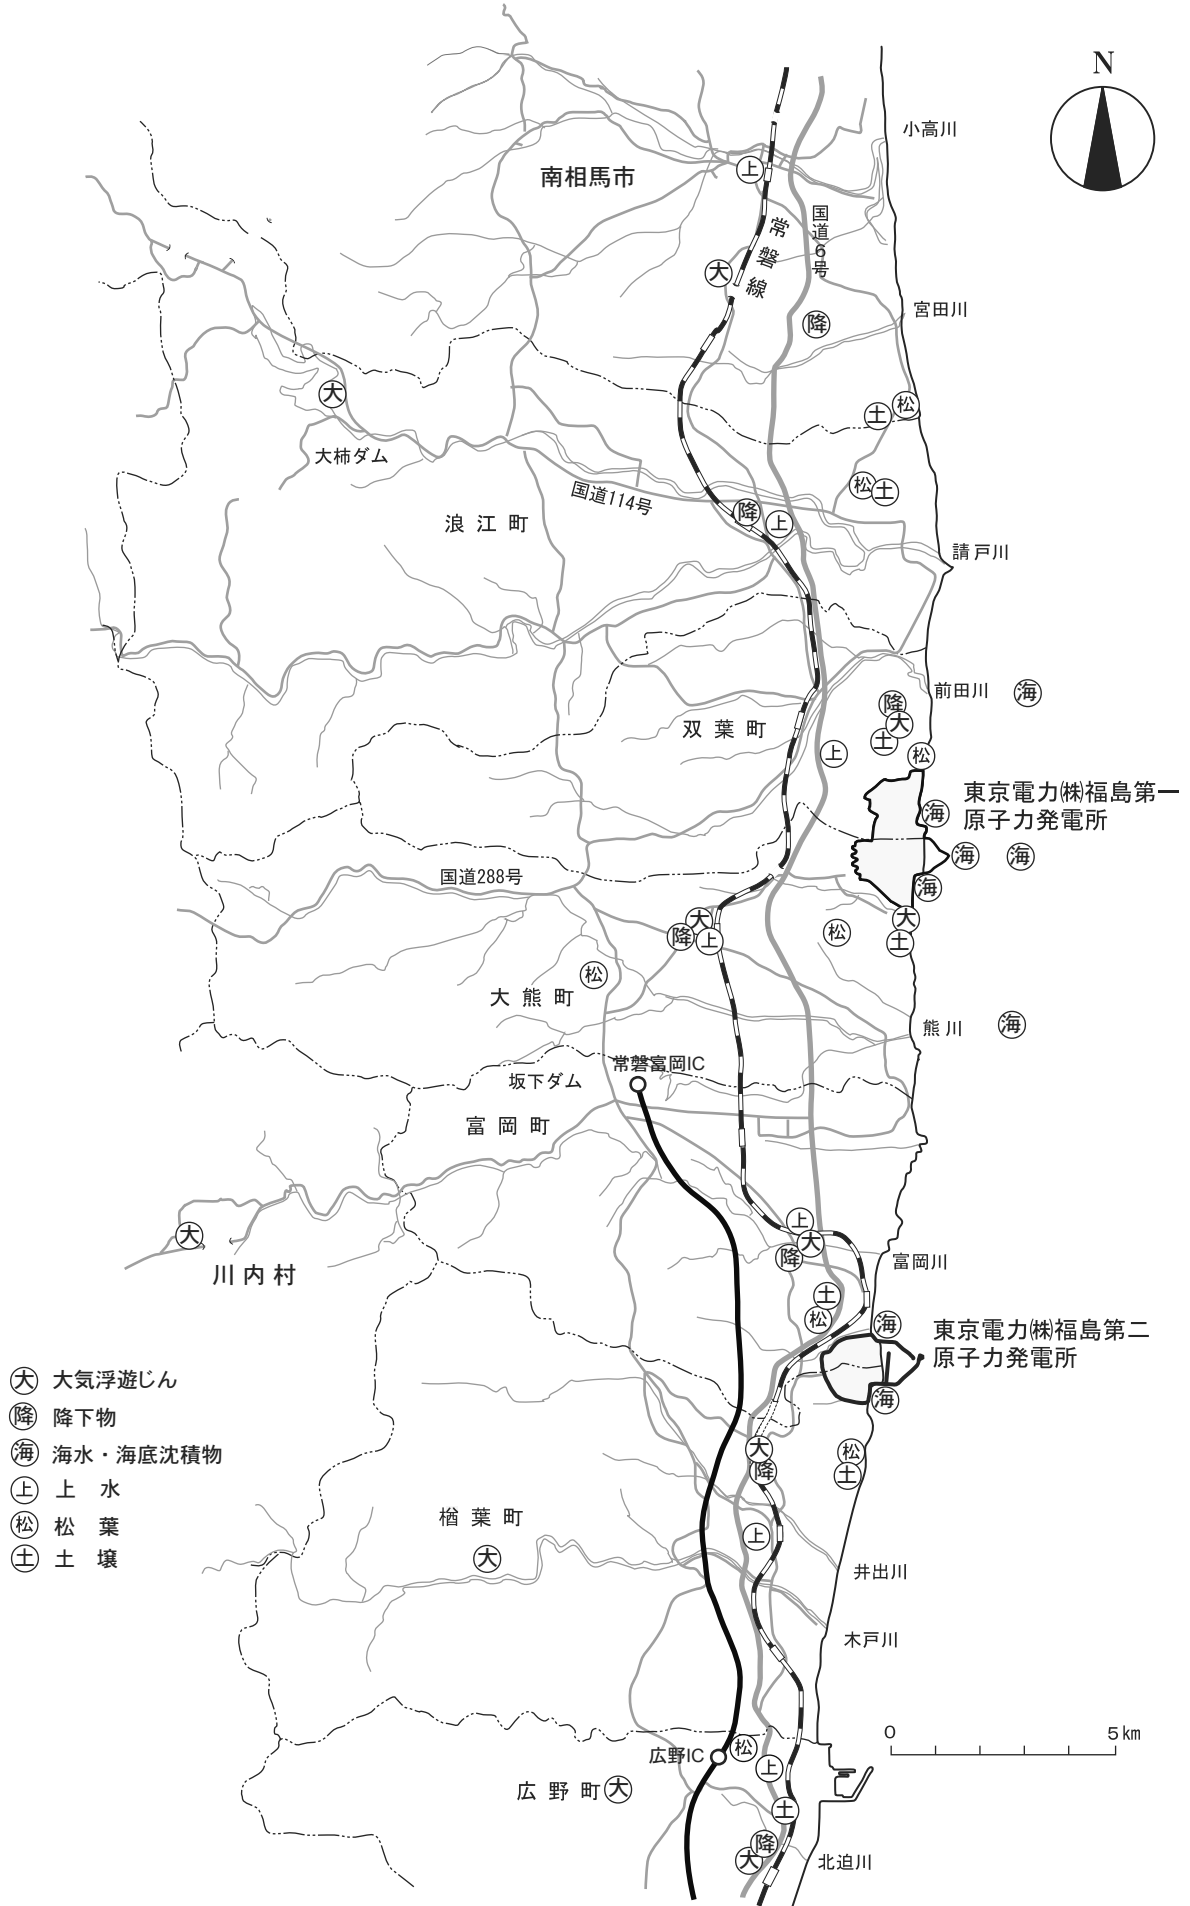 N
小高川
上
南相馬市
国道6号
常磐線
大
宮田川
降
大
松
土
大柿ダム
松
土
国道114号
降
上
浪江町
請戸川
前田川
海
降
大
双葉町
土
上
松
東京電力㈱福島第一
原子力発電所
海
海
海
国道288号
海
大
大
松
降
上
土
松
大熊町
熊川
海
常磐富岡IC
坂下ダム
富岡町
上
大
大
降
富岡川
川内村
土
松
海
東京電力㈱福島第二
原子力発電所
大 大気浮遊じん
海
降 降下物
海 海水・海底沈積物
大
松
降
土
上 上水
楢葉町
松 松葉
上
大
土 土壌
井出川
木戸川
0
5km
広野IC
松
上
広野町
大
土
降
大
北迫川